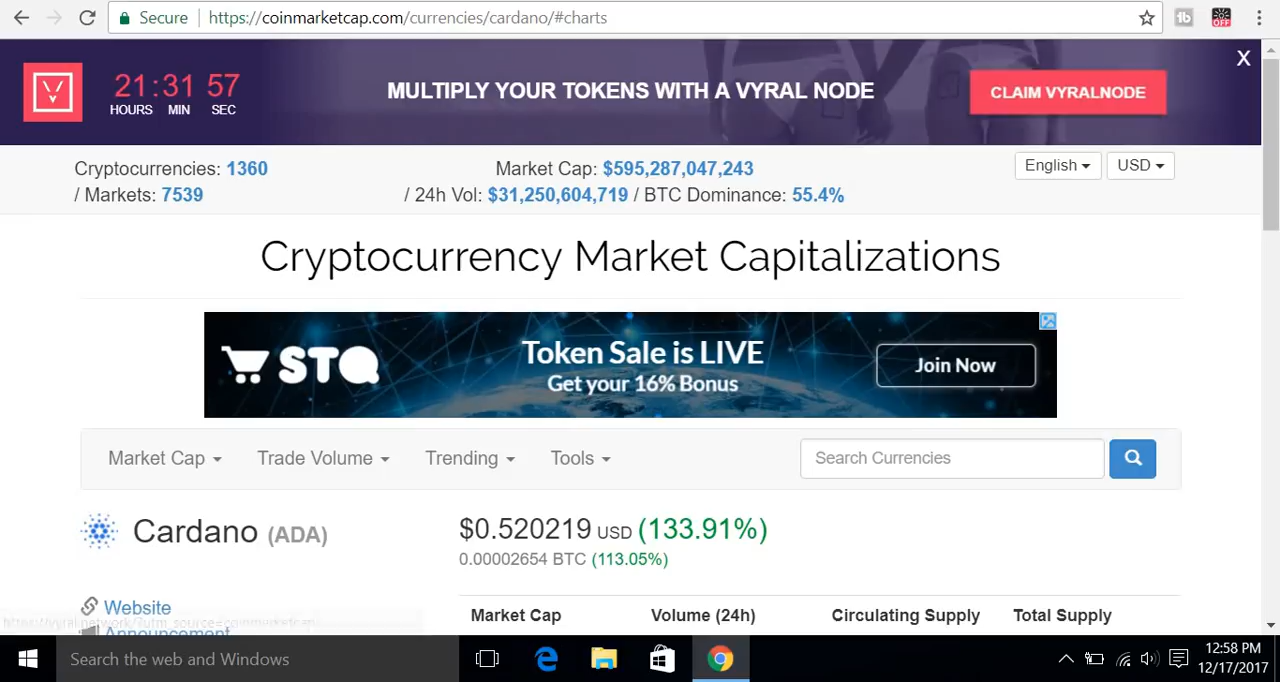 Secure https://coinmarketcap.com/currencies/cardano/#charts
OFF
21:31 57
HOURS MIN SEC
MULTIPLY YOUR TOKENS WITH A VYRAL NODE
CLAIM VYRALNODE
X
Cryptocurrencies: 1360
/ Markets: 7539
Market Cap: $595,287,047,243
/ 24h Vol: $31,250,604,719 / BTC Dominance: 55.4%
English
USD
Cryptocurrency Market Capitalizations
STQ
Token Sale is LIVE
Get your 16% Bonus
Join Now
Market Cap Trade Volume Trending Tools
Search Currencies
Cardano (ADA)
$0.520219 USD (133.91%)
0.00002654 BTC (113.05%)
Website
Announcement
Market Cap Volume (24h) Circulating Supply Total Supply
Search the web and Windows
12:58 PM
12/17/2017